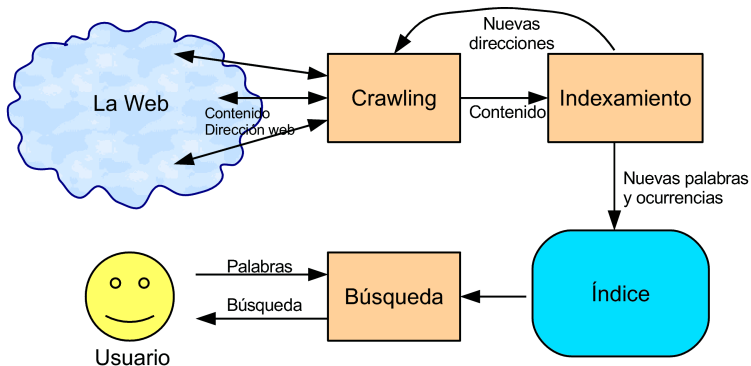 Nuevas
direcciones
La Web
Crawling
Indexamiento
Contenido
Dirección web
Contenido
Nuevas palabras
y ocurrencias
Palabras
Búsqueda
Búsqueda
Índice
Usuario